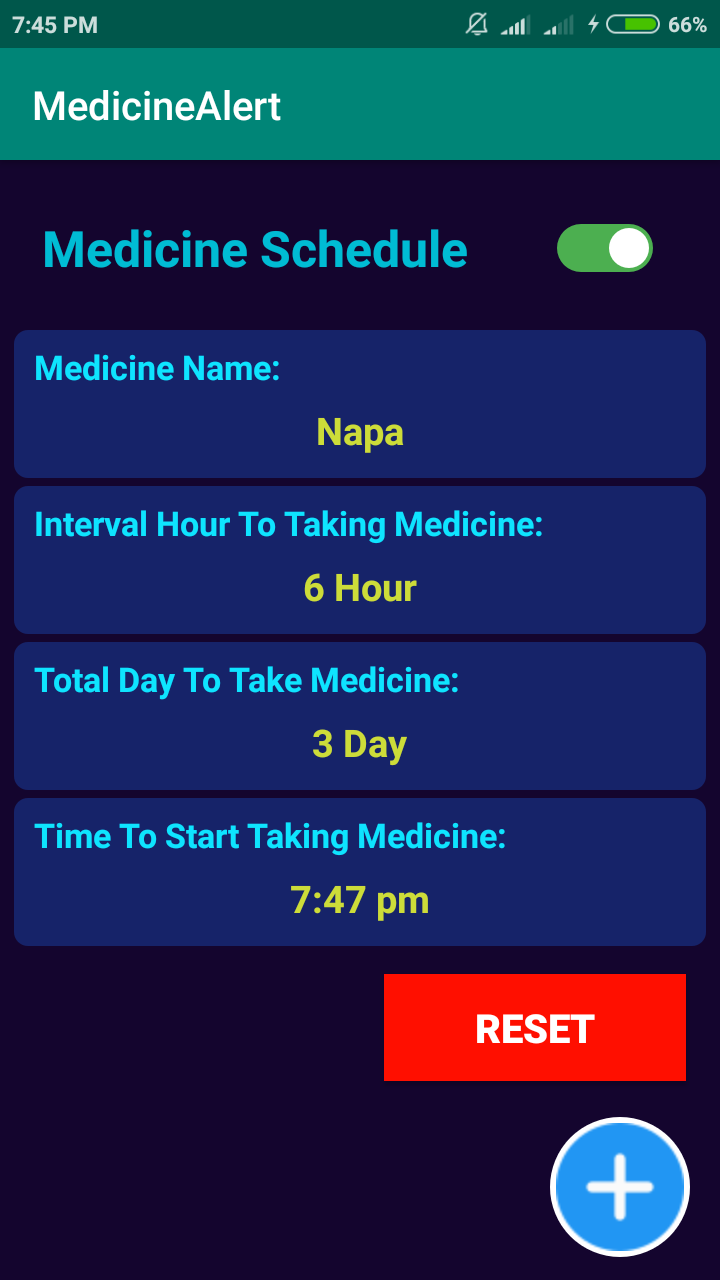 7:45 PM 66%
MedicineAlert
Medicine Schedule
Medicine Name:
Napa
Interval Hour To Taking Medicine:
6 Hour
Total Day To Take Medicine:
3 Day
Time To Start Taking Medicine:
7:47 pm
RESET